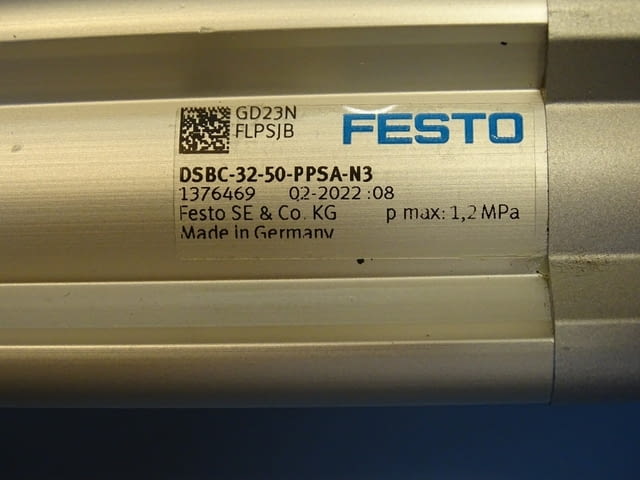 GD23N
FLPSJB
FESTO
DSBC-32-50-PPSA-N3
1376469 02-2022 :08
Festo SE & Co. KG p max: 1,2 MPa
Made in Germany